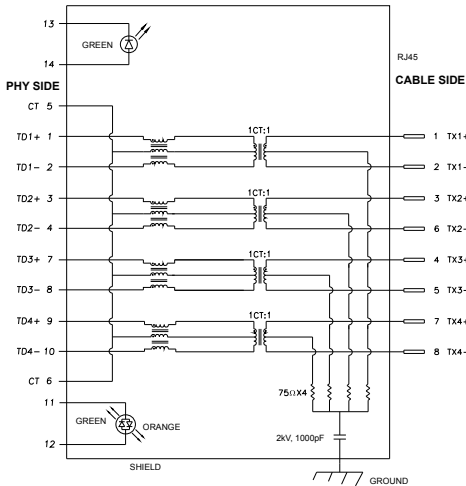 13
GREEN
14
RJ45
PHY SIDE
CABLE SIDE
CT 5
1CT:1
TD1+ 1
1 TX1+
TD1- 2
2 TX1-
1CT:1
TD2+ 3
3 TX2+
TD2- 4
6 TX2-
1CT:1
TD3+ 7
4 TX3+
TD3- 8
5 TX3-
1CT:1
TD4+ 9
7 TX4+
TD4- 10
8 TX4-
CT 6
75ΩX4
11
GREEN
ORANGE
12
2kV, 1000pF
SHIELD
GROUND